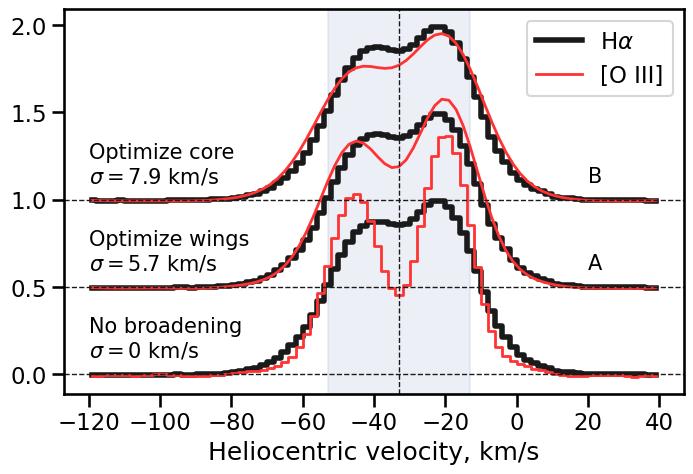 2.0
1.5
1.0
0.5
0.0
Hα
[O III]
Optimize core
σ = 7.9 km/s
B
Optimize wings
σ = 5.7 km/s
A
No broadening
σ = 0 km/s
−120 −100 −80 −60 −40 −20 0 20 40
Heliocentric velocity, km/s